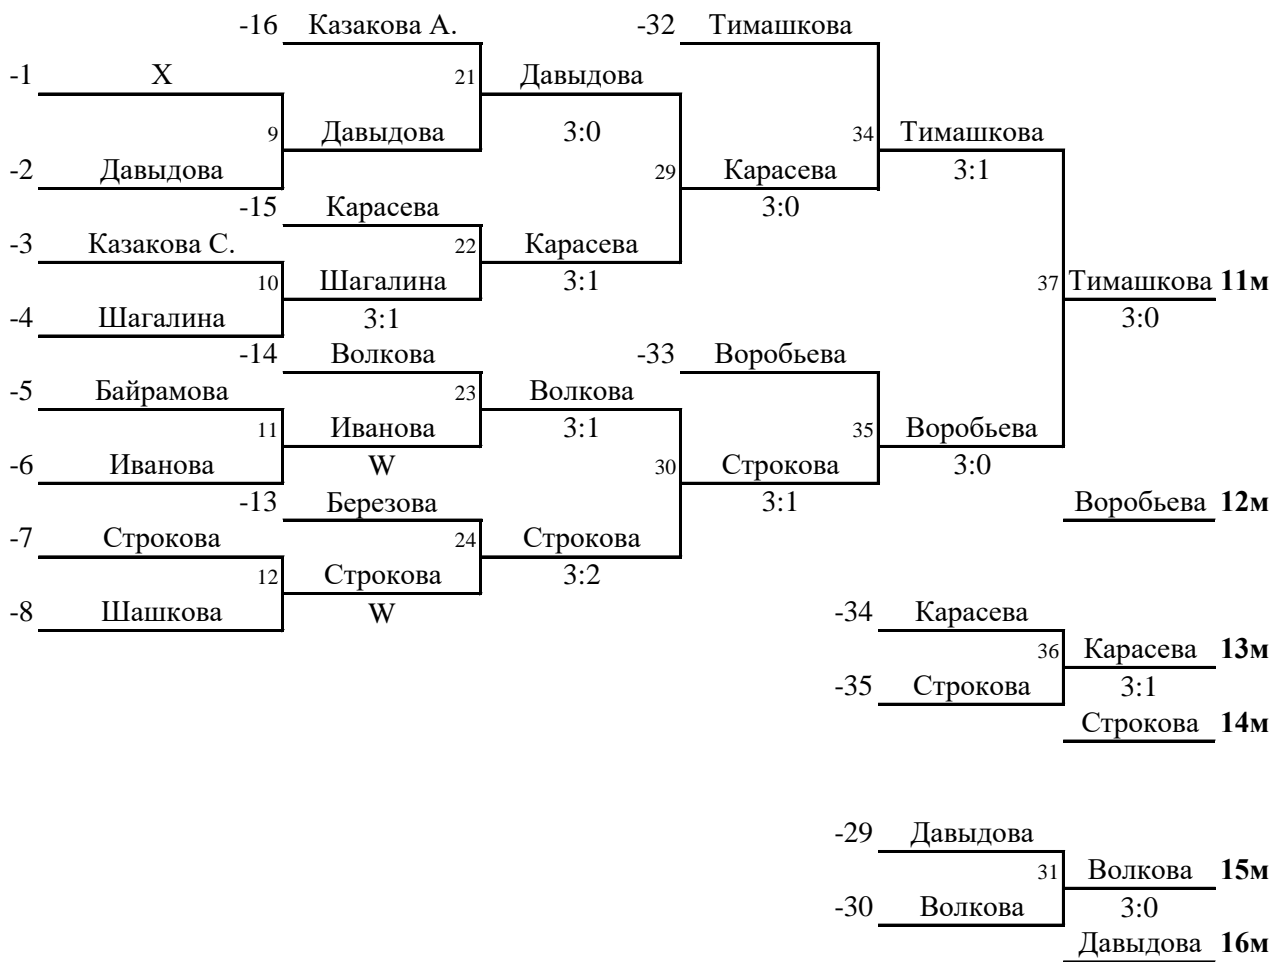 -16 Казакова А. -32 Тимашкова
-1 Х 21 Давыдова
9 Давыдова 3:0 34 Тимашкова
-2 Давыдова 29 Карасева 3:1
-15 Карасева 3:0
-3 Казакова С. 22 Карасева
10 Шагалина 3:1 37 Тимашкова 11м
-4 Шагалина 3:1 3:0
-14 Волкова -33 Воробьева
-5 Байрамова 23 Волкова
11 Иванова 3:1 35 Воробьева
-6 Иванова W 30 Строкова 3:0
-13 Березова 3:1 Воробьева 12м
-7 Строкова 24 Строкова
12 Строкова 3:2
-8 Шашкова W -34 Карасева
36 Карасева 13м
-35 Строкова 3:1
Строкова 14м
-29 Давыдова
31 Волкова 15м
-30 Волкова 3:0
Давыдова 16м